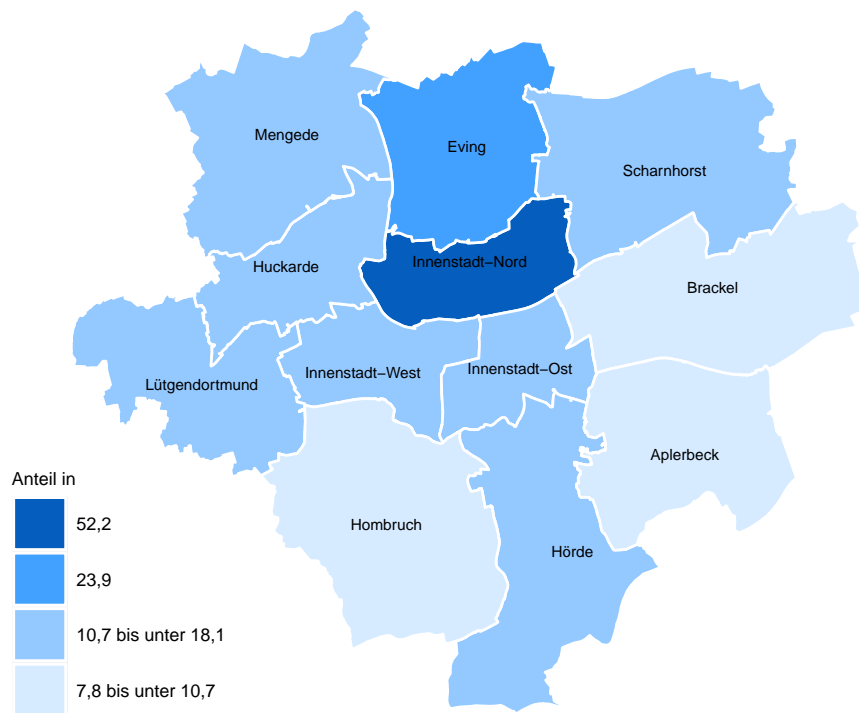 Mengede
Eving
Scharnhorst
Huckarde
Innenstadt–Nord
Brackel
Lütgendortmund
Innenstadt–West
Innenstadt–Ost
Aplerbeck
Hombruch
Hörde
Anteil in
52,2
23,9
10,7 bis unter 18,1
7,8 bis unter 10,7